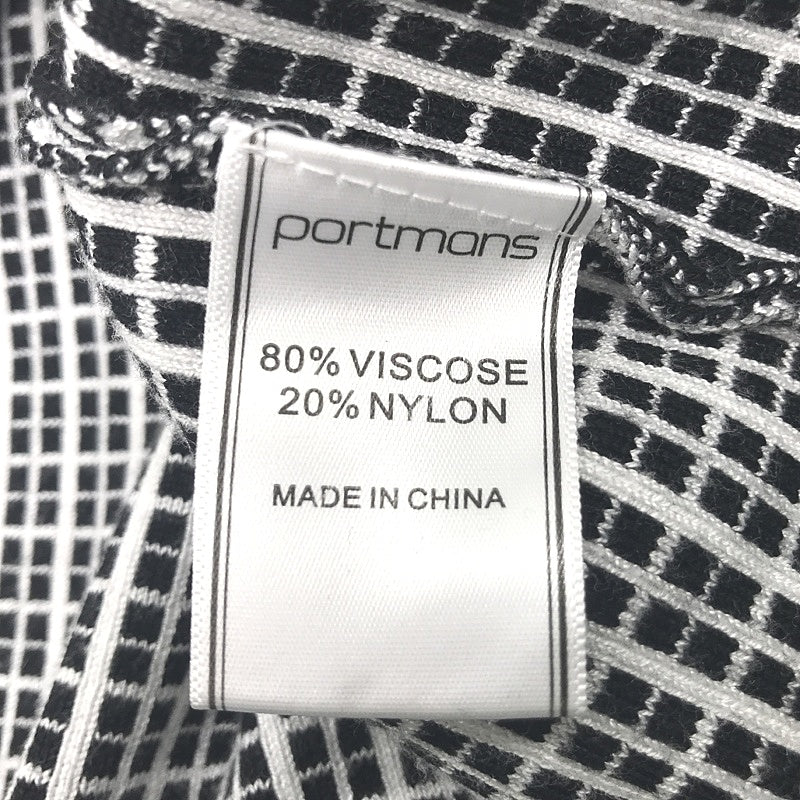 portmans
80% VISCOSE
20% NYLON
MADE IN CHINA